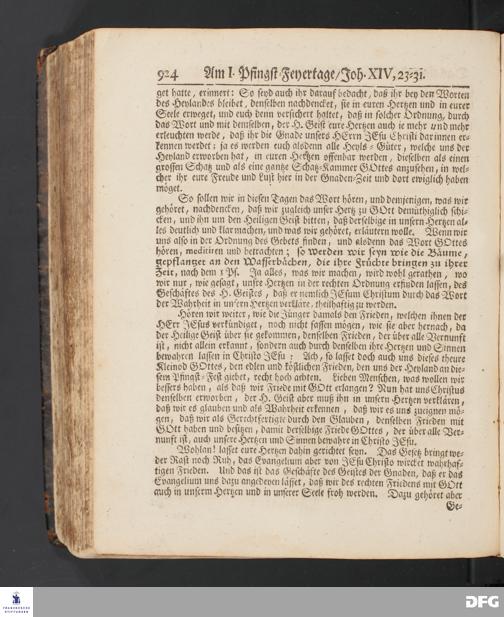 924 Am I. Pfingst-Feyertage/Joh. XIV, 23-31.
get hatte, erinnert: So seyd auch ihr darauf bedacht, daß ihr bey den Worten
des Heylandes bleibet, denselben nachdencket, sie in euren Hertzen und in eurer
Seele erweget, und euch denn versichert haltet, daß in solcher Ordnung, durch
das Wort und mit demselben, der H. Geist eure Hertzen auch ie mehr und mehr
erleuchten werde, daß ihr die Gnade unsers HErrn JEsu Christi darinnen er-
kennen werdet: ja es werden euch alsdenn alle Heyls-Güter, welche uns der
Heyland erworben hat, in euren Hertzen offenbar werden, dieselben als einen
grossen Schatz und als eine gantze Schatz-Kammer GOttes anzusehen, in wel-
cher ihr eure Freude und Lust hier in der Gnaden-Zeit und dort ewiglich haben
möget.
So sollen wir in diesen Tagen das Wort hören, und demjenigen, was wir
gehöret, nachdencken, daß wir zugleich unser Hertz zu GOtt demüthiglich schi-
cken, und ihn um den Heiligen Geist bitten, daß derselbige in unsern Hertzen al-
les deutlich und klar machen, und was wir gehöret, erläutern wolle. Wenn wir
uns also in der Ordnung des Gebets finden, und alsdenn das Wort GOttes
hören, meditiren und betrachten; so werden wir seyn wie die Bäume,
gepflantzet an den Wasserbächen, die ihre Früchte bringen zu ihrer
Zeit, nach dem 1 Ps. Ja alles, was wir machen, wird wohl gerathen, wo
wir nur, wie gesagt, unsre Hertzen in der rechten Ordnung erfinden lassen, des
Geschäftes des H. Geistes, daß er nemlich JEsum Christum durch das Wort
der Wahrheit in unsern Hertzen verkläre, theilhaftig zu werden.
Hören wir weiter, wie die Jünger damals den Frieden, welchen ihnen der
HErr JEsus verkündiget, noch nicht fassen mögen, wie sie aber hernach, da
der Heilige Geist über sie gekommen, denselben Frieden, der über alle Vernunft
ist, nicht allein erkannt, sondern auch durch denselben ihre Hertzen und Sinnen
bewahren lassen in Christo JEsu: Ach, so lasset doch auch uns dieses theure
Kleinod GOttes, den edlen und köstlichen Frieden, den uns der Heyland an die-
sem Pfingst-Fest giebet, recht hoch achten. Lieben Menschen, was wollen wir
bessers haben, als daß wir Friede mit GOtt erlangen? Nun hat uns Christus
denselben erworben, der H. Geist aber muß ihn in unsern Hertzen verklären,
daß wir es glauben und als Wahrheit erkennen, daß wir es uns zueignen mö-
gen, daß wir als Gerechtfertigte durch den Glauben, denselben Frieden mit
GOtt haben und besitzen, damit derselbige Friede GOttes, der über alle Ver-
nunft ist, auch unsere Hertzen und Sinnen bewahre in Christo JEsu.
Wohlan! lasset eure Hertzen dahin gerichtet seyn. Das Gesetz bringt we-
der Rast noch Ruh, das Evangelium aber von JEsu Christo wircket wahrhaf-
tigen Frieden. Und das ist das Geschäfte des Geistes der Gnaden, daß er das
Evangelium uns dazu angedeyen lässet, daß wir des rechten Friedens mit GOtt
auch in unserm Hertzen und in unserer Seele froh werden. Dazu gehöret aber
Ge-
FRANCKESCHE
STIFTUNGEN
DFG